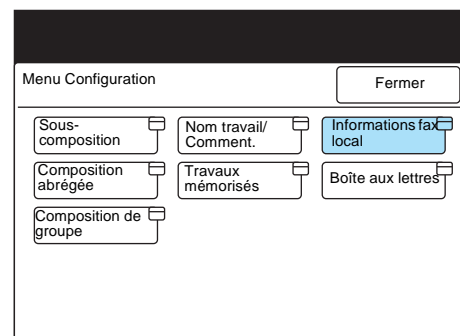 Menu Configuration
Fermer
Sous-
composition
Nom travail/
Comment.
Informations fax
local
Composition
abrégée
Travaux
mémorisés
Boîte aux lettres
Composition de
groupe